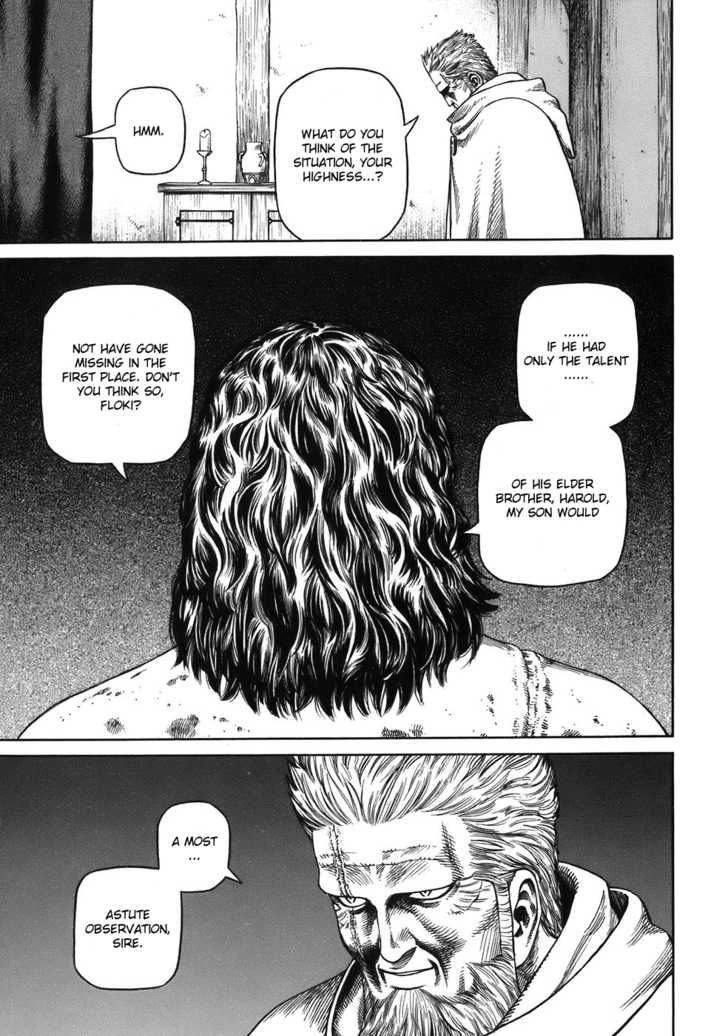 WHAT DO YOU
THINK OF THE
SITUATION, YOUR
HIGHNESS...?
HMM.
......
IF HE HAD
ONLY THE TALENT
......
OF HIS ELDER
BROTHER, HAROLD,
MY SON WOULD
NOT HAVE GONE
MISSING IN THE
FIRST PLACE. DON'T
YOU THINK SO,
FLOKI?
A MOST
...
ASTUTE
OBSERVATION,
SIRE.